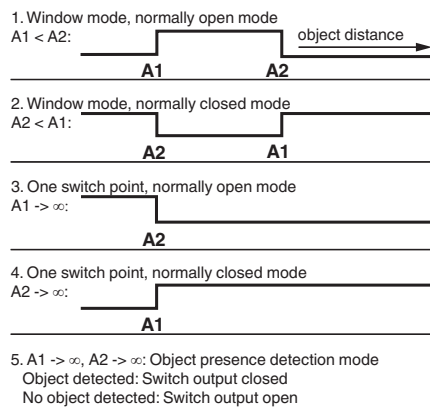 1. Window mode, normally open mode
A1 < A2:
object distance
A1 A2
2. Window mode, normally closed mode
A2 < A1:
A2 A1
3. One switch point, normally open mode
A1 -> ∞:
A2
4. One switch point, normally closed mode
A2 -> ∞:
A1
5. A1 -> ∞, A2 -> ∞: Object presence detection mode
Object detected: Switch output closed
No object detected: Switch output open